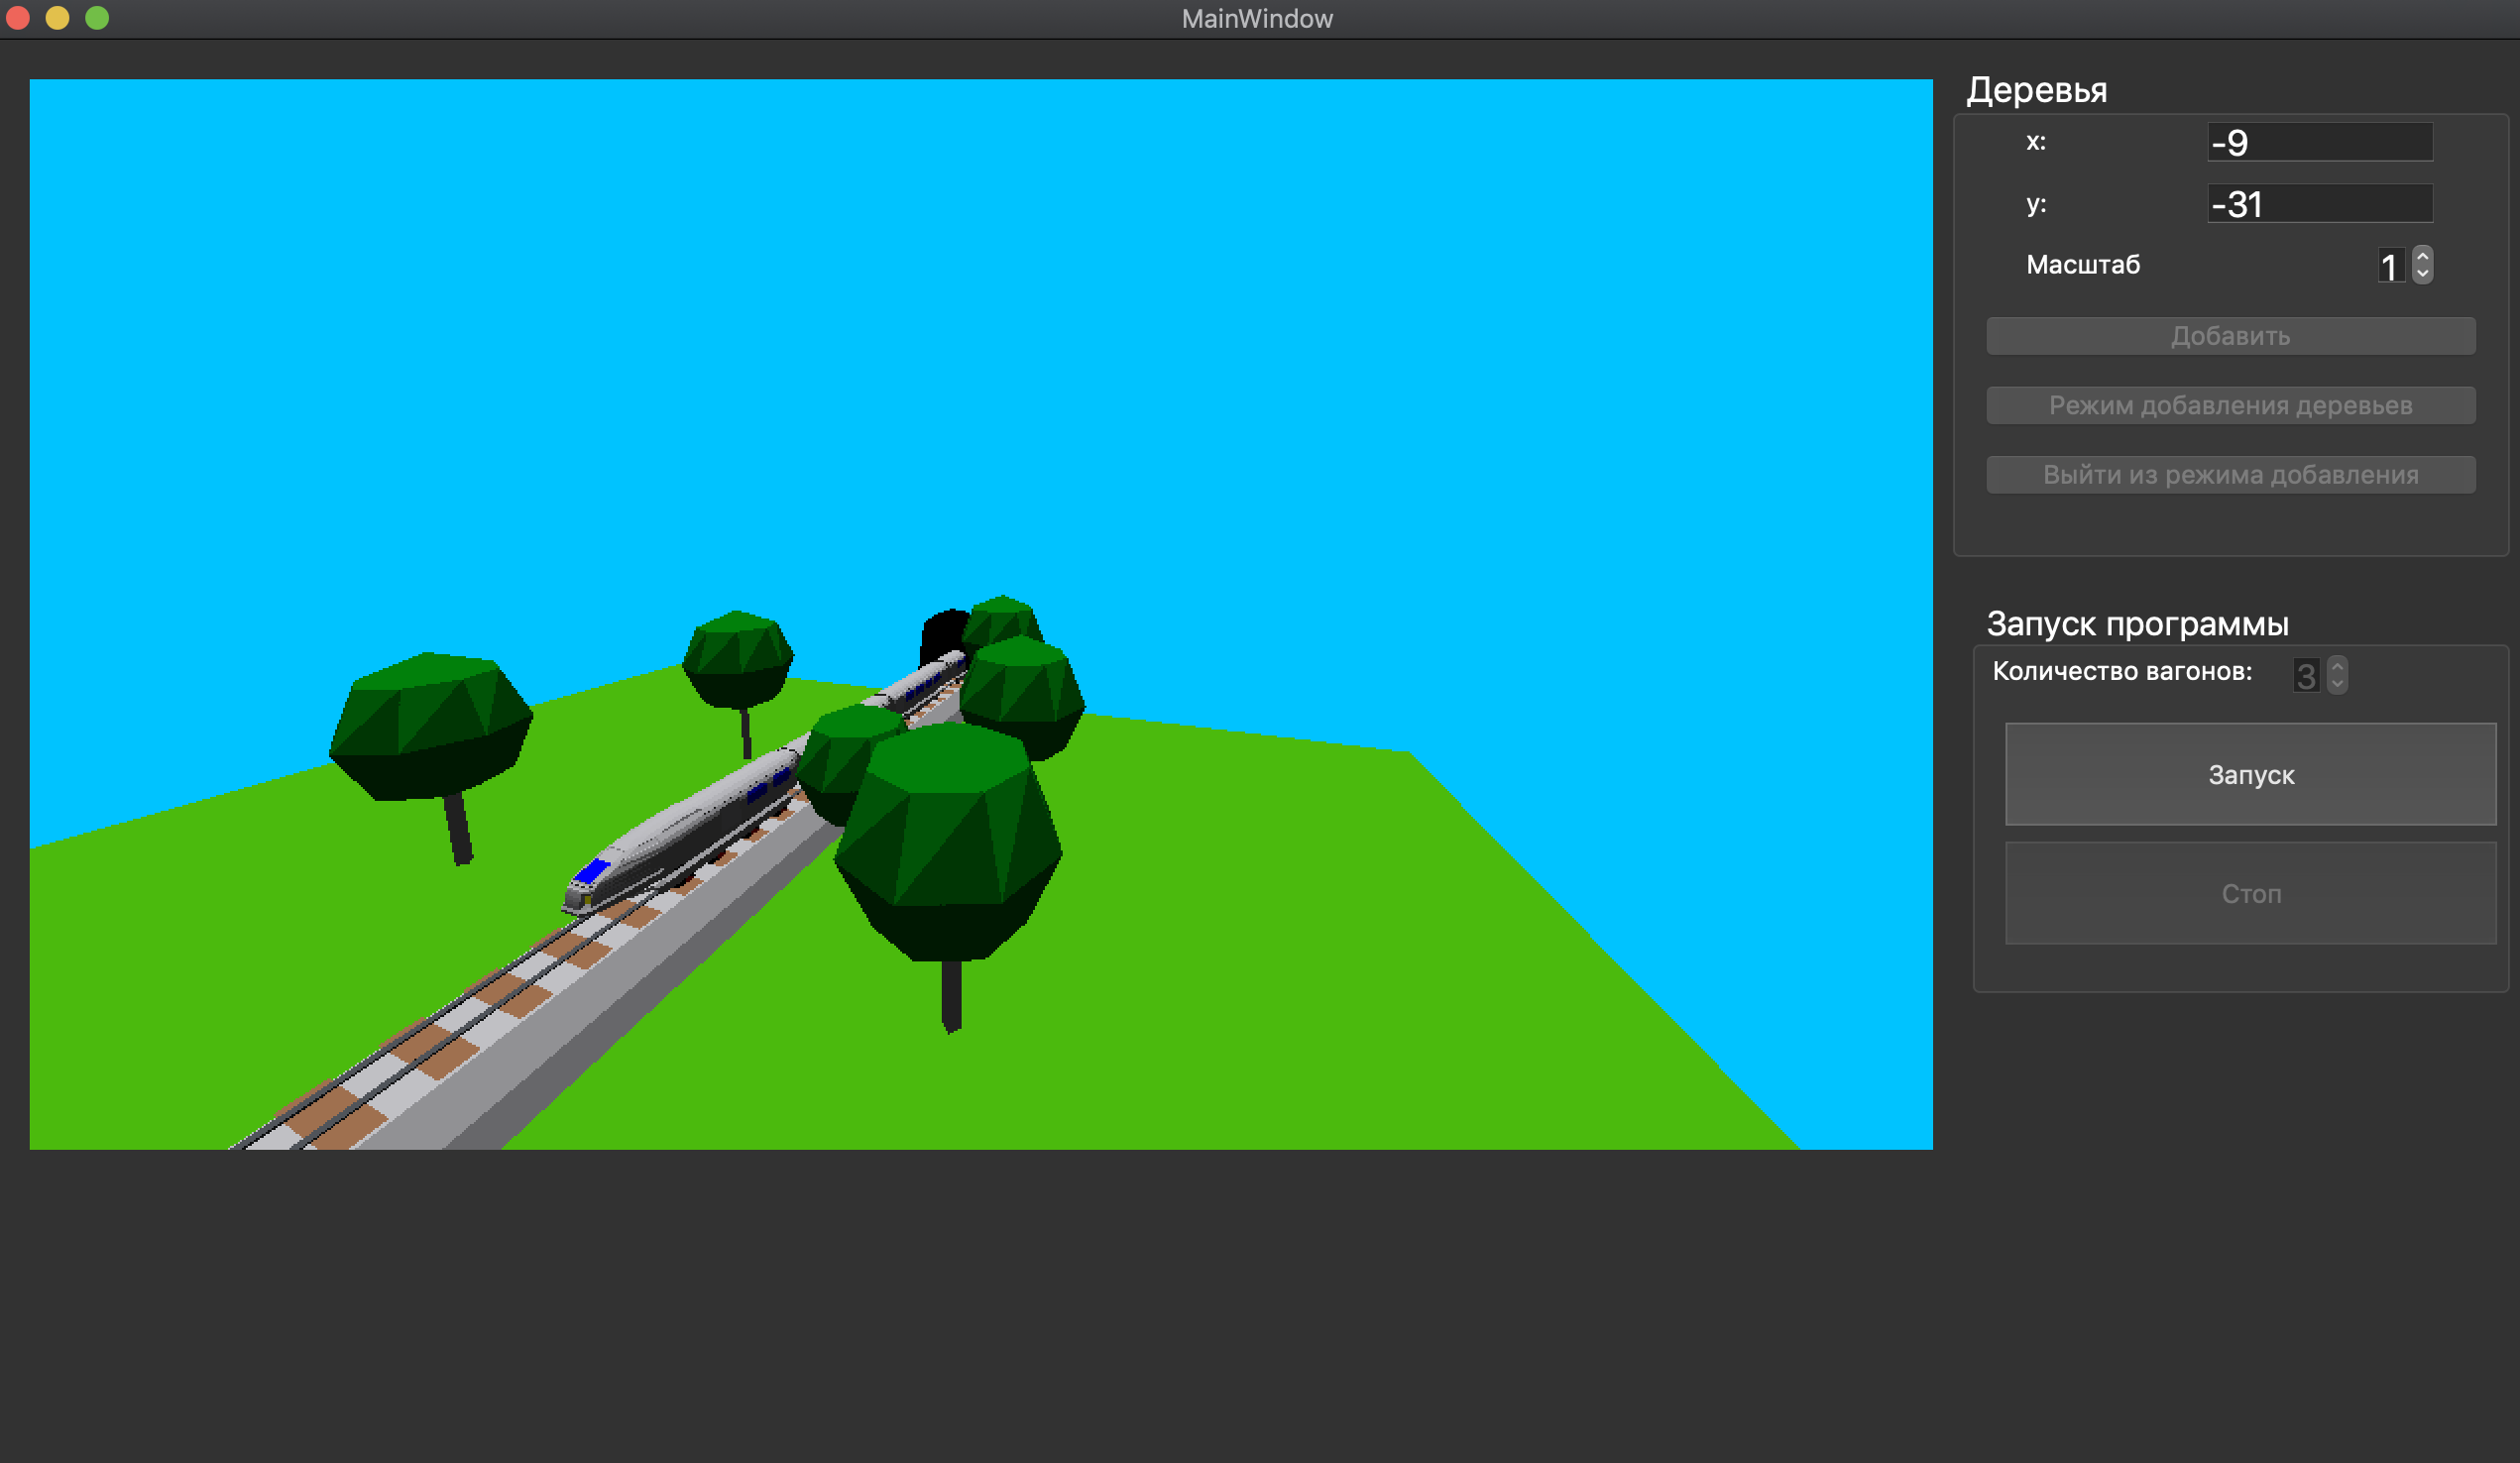 MainWindow
Деревья
x:
-9
y:
-31
Масштаб
1
Добавить
Режим добавления деревьев
Выйти из режима добавления
Запуск программы
Количество вагонов:
3
Запуск
Стоп